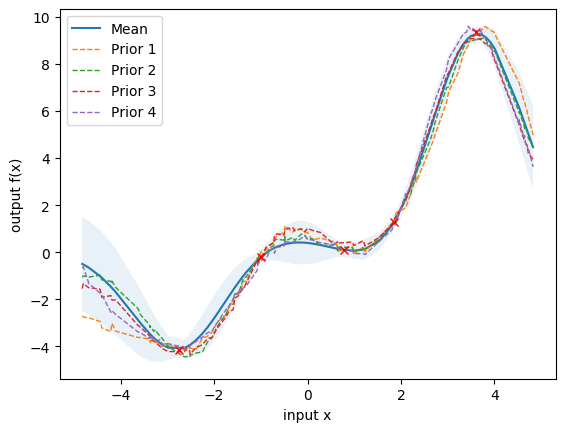 Mean
Prior 1
Prior 2
Prior 3
Prior 4
output f(x)
10
8
6
4
2
0
−2
−4
−4 −2 0 2 4
input x